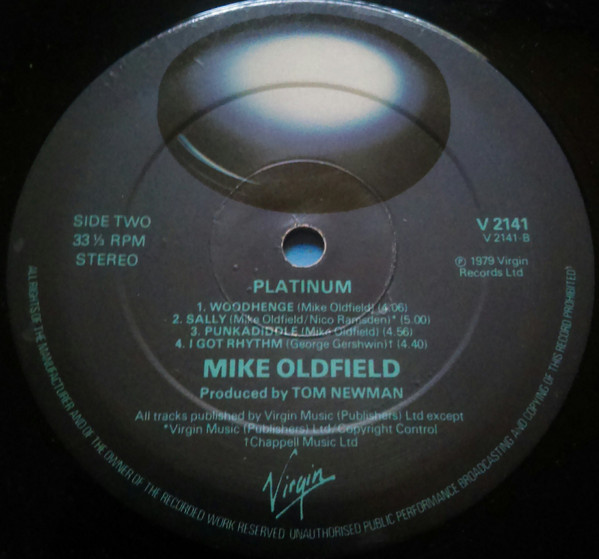 SIDE TWO
33 ⅓ RPM
STEREO
V 2141
V 2141-B
℗ 1979 Virgin
Records Ltd
PLATINUM
1. WOODHENGE (Mike Oldfield) (4.06)
2. SALLY (Mike Oldfield/Nico Ramsden)* (5.00)
3. PUNKADIDDLE (Mike Oldfield) (4.56)
4. I GOT RHYTHM (George Gershwin)† (4.40)
MIKE OLDFIELD
Produced by TOM NEWMAN
All tracks published by Virgin Music (Publishers) Ltd except
*Virgin Music (Publishers) Ltd/Copyright Control
†Chappell Music Ltd
Virgin
ALL RIGHTS OF THE MANUFACTURER AND OF THE OWNER OF THE RECORDED WORK RESERVED UNAUTHORISED PUBLIC PERFORMANCE BROADCASTING AND COPYING OF THIS RECORD PROHIBITED